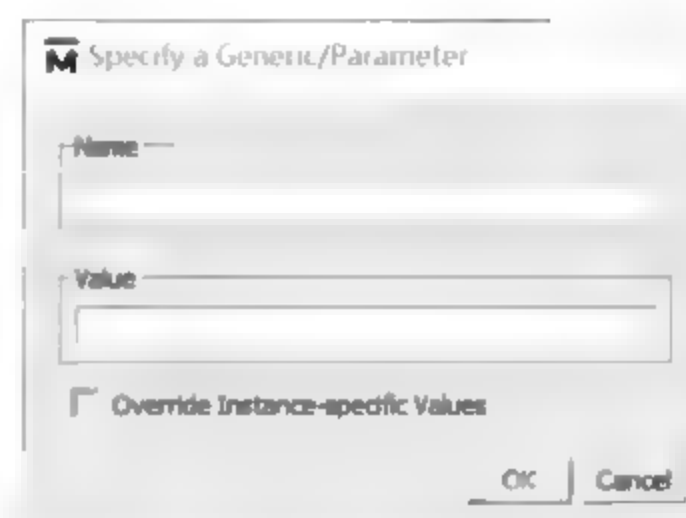 M Specify a Generic/Parameter
Name
Value
Override Instance-specific Values
OK Cancel